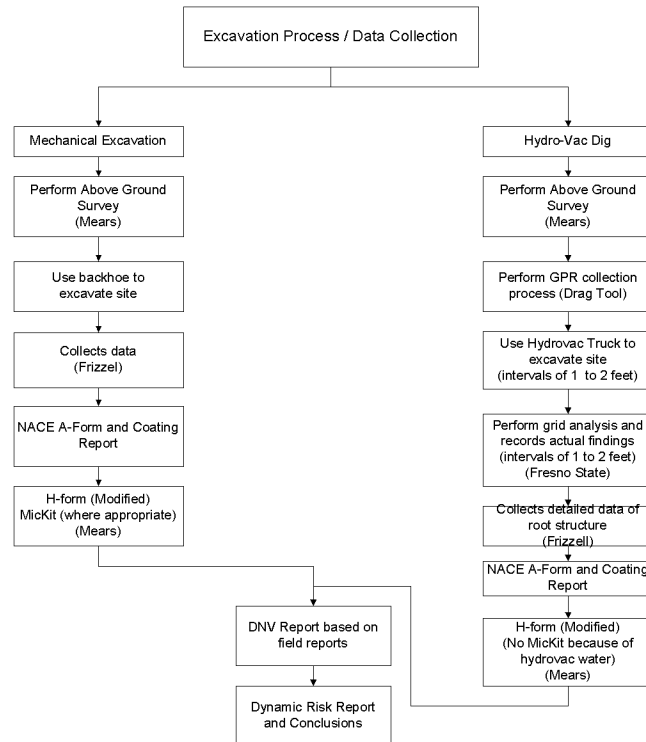 Excavation Process / Data Collection
Mechanical Excavation
Perform Above Ground
Survey
(Mears)
Use backhoe to
excavate site
Collects data
(Frizzel)
NACE A-Form and Coating
Report
H-form (Modified)
MicKit (where appropriate)
(Mears)
Hydro-Vac Dig
Perform Above Ground
Survey
(Mears)
Perform GPR collection
process (Drag Tool)
Use Hydrovac Truck to
excavate site
(intervals of 1 to 2 feet)
Perform grid analysis and
records actual findings
(intervals of 1 to 2 feet)
(Fresno State)
Collects detailed data of
root structure
(Frizzell)
NACE A-Form and Coating
Report
H-form (Modified)
(No MicKit because of
hydrovac water)
(Mears)
DNV Report based on
field reports
Dynamic Risk Report
and Conclusions